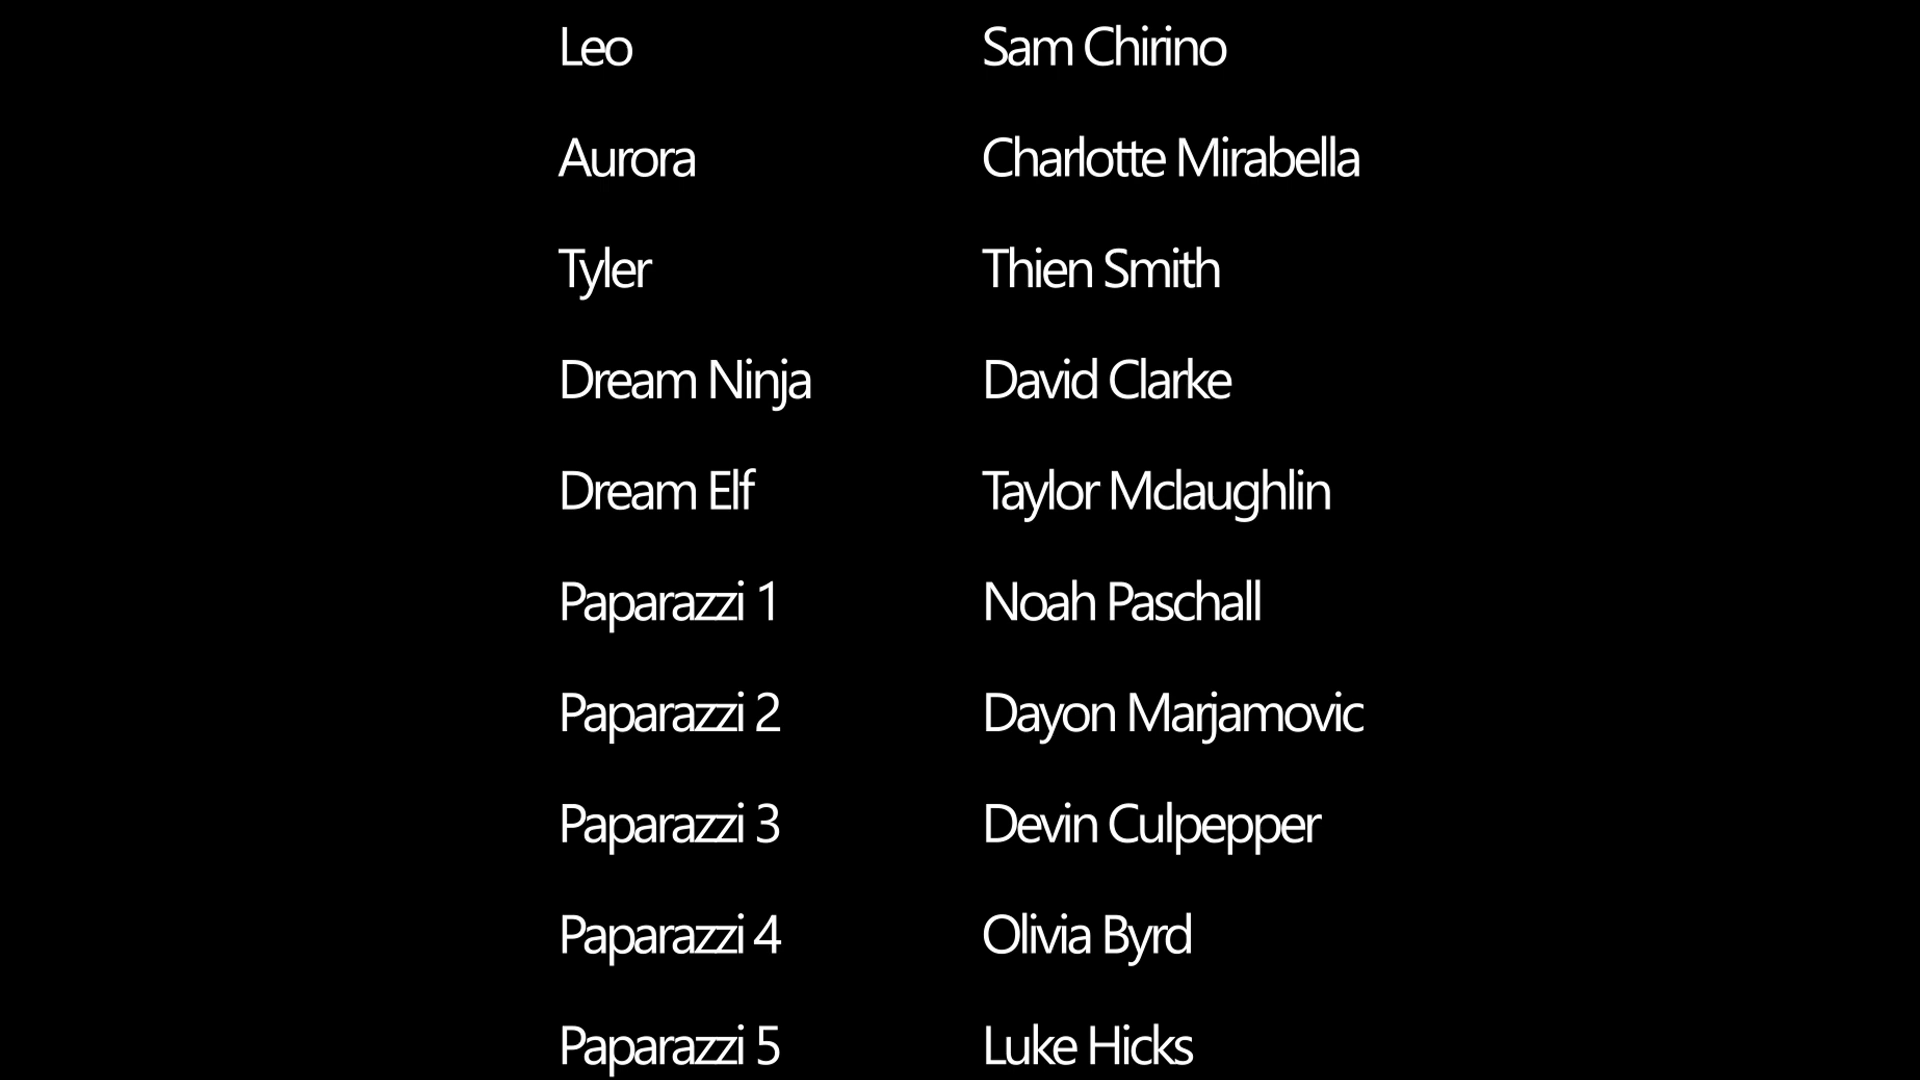 Leo Sam Chirino
Aurora Charlotte Mirabella
Tyler Thien Smith
Dream Ninja David Clarke
Dream Elf Taylor Mclaughlin
Paparazzi 1 Noah Paschall
Paparazzi 2 Dayon Marjamovic
Paparazzi 3 Devin Culpepper
Paparazzi 4 Olivia Byrd
Paparazzi 5 Luke Hicks